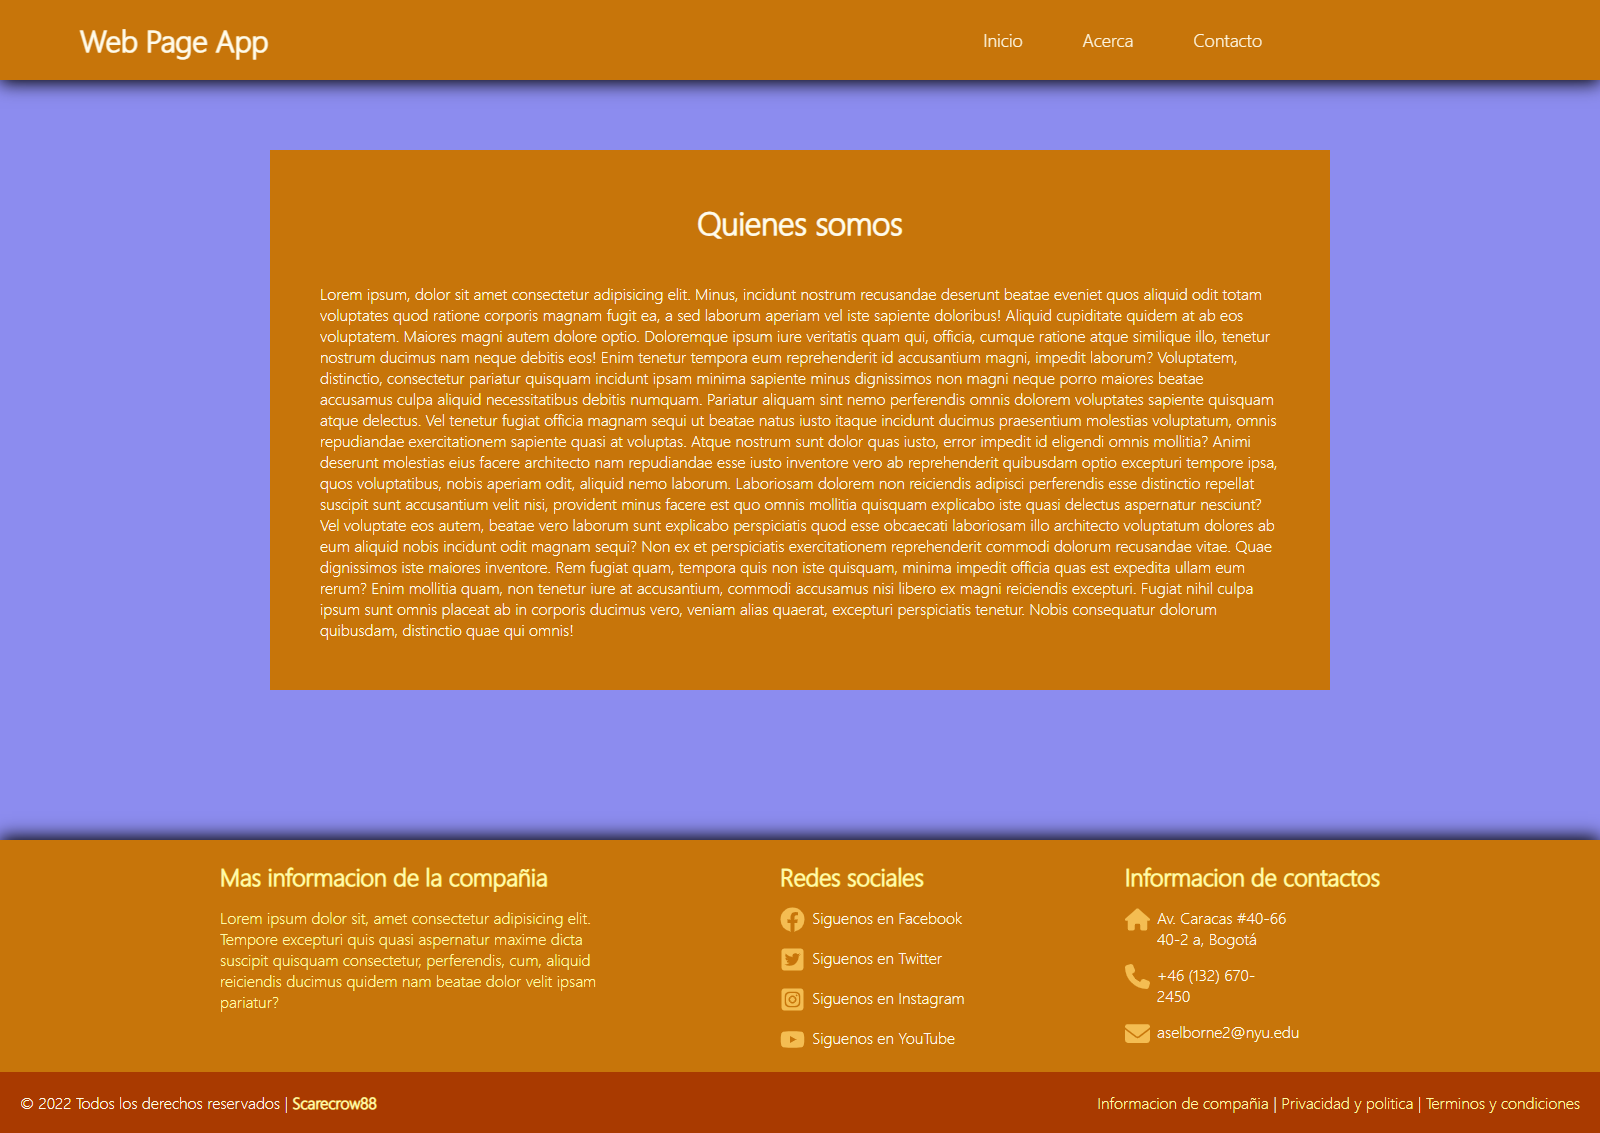 Web Page App
Inicio Acerca Contacto
Quienes somos
Lorem ipsum, dolor sit amet consectetur adipisicing elit. Minus, incidunt nostrum recusandae deserunt beatae eveniet quos aliquid odit totam
voluptates quod ratione corporis magnam fugit ea, a sed laborum aperiam vel iste sapiente doloribus! Aliquid cupiditate quidem at ab eos
voluptatem. Maiores magni autem dolore optio. Doloremque ipsum iure veritatis quam qui, officia, cumque ratione atque similique illo, tenetur
nostrum ducimus nam neque debitis eos! Enim tenetur tempora eum reprehenderit id accusantium magni, impedit laborum? Voluptatem,
distinctio, consectetur pariatur quisquam incidunt ipsam minima sapiente minus dignissimos non magni neque porro maiores beatae
accusamus culpa aliquid necessitatibus debitis numquam. Pariatur aliquam sint nemo perferendis omnis dolorem voluptates sapiente quisquam
atque delectus. Vel tenetur fugiat officia magnam sequi ut beatae natus iusto itaque incidunt ducimus praesentium molestias voluptatum, omnis
repudiandae exercitationem sapiente quasi at voluptas. Atque nostrum sunt dolor quas iusto, error impedit id eligendi omnis mollitia? Animi
deserunt molestias eius facere architecto nam repudiandae esse iusto inventore vero ab reprehenderit quibusdam optio excepturi tempore ipsa,
quos voluptatibus, nobis aperiam odit, aliquid nemo laborum. Laboriosam dolorem non reiciendis adipisci perferendis esse distinctio repellat
suscipit sunt accusantium velit nisi, provident minus facere est quo omnis mollitia quisquam explicabo iste quasi delectus aspernatur nesciunt?
Vel voluptate eos autem, beatae vero laborum sunt explicabo perspiciatis quod esse obcaecati laboriosam illo architecto voluptatum dolores ab
eum aliquid nobis incidunt odit magnam sequi? Non ex et perspiciatis exercitationem reprehenderit commodi dolorum recusandae vitae. Quae
dignissimos iste maiores inventore. Rem fugiat quam, tempora quis non iste quisquam, minima impedit officia quas est expedita ullam eum
rerum? Enim mollitia quam, non tenetur iure at accusantium, commodi accusamus nisi libero ex magni reiciendis excepturi. Fugiat nihil culpa
ipsum sunt omnis placeat ab in corporis ducimus vero, veniam alias quaerat, excepturi perspiciatis tenetur. Nobis consequatur dolorum
quibusdam, distinctio quae qui omnis!
Mas informacion de la compañia
Lorem ipsum dolor sit, amet consectetur adipisicing elit.
Tempore excepturi quis quasi aspernatur maxime dicta
suscipit quisquam consectetur, perferendis, cum, aliquid
reiciendis ducimus quidem nam beatae dolor velit ipsam
pariatur?
Redes sociales
Siguenos en Facebook
Siguenos en Twitter
Siguenos en Instagram
Siguenos en YouTube
Informacion de contactos
Av. Caracas #40-66
40-2 a, Bogotá
+46 (132) 670-
2450
aselborne2@nyu.edu
© 2022 Todos los derechos reservados | Scarecrow88
Informacion de compañia | Privacidad y politica | Terminos y condiciones